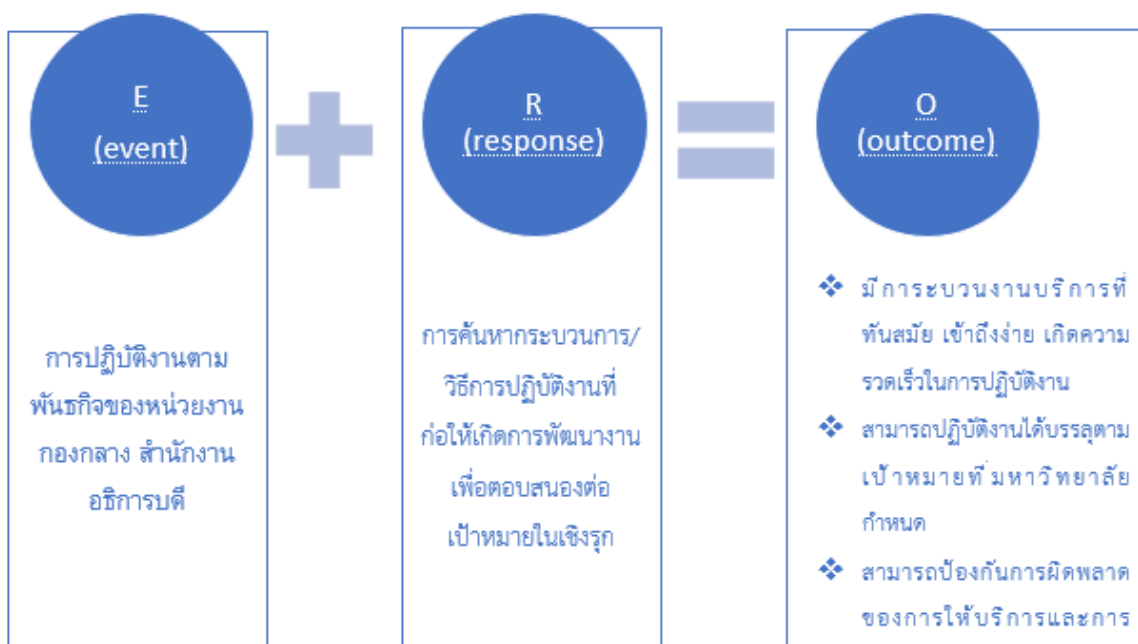 E
(event)
การปฏิบัติงานตาม
พันธกิจของหน่วยงาน
กองกลาง สำนักงาน
อธิการบดี
R
(response)
การค้นหากระบวนการ/
วิธีการปฏิบัติงานที่
ก่อให้เกิดการพัฒนางาน
เพื่อตอบสนองต่อ
เป้าหมายในเชิงรุก
O
(outcome)
❖ มีการะบวนงานบริการที่
ทันสมัย เข้าถึงง่าย เกิดความ
รวดเร็วในการปฏิบัติงาน
❖ สามารถปฏิบัติงานได้บรรลุตาม
เป้าหมายที่มหาวิทยาลัย
กำหนด
❖ สามารถป้องกันการผิดพลาด
ของการให้บริการและการ